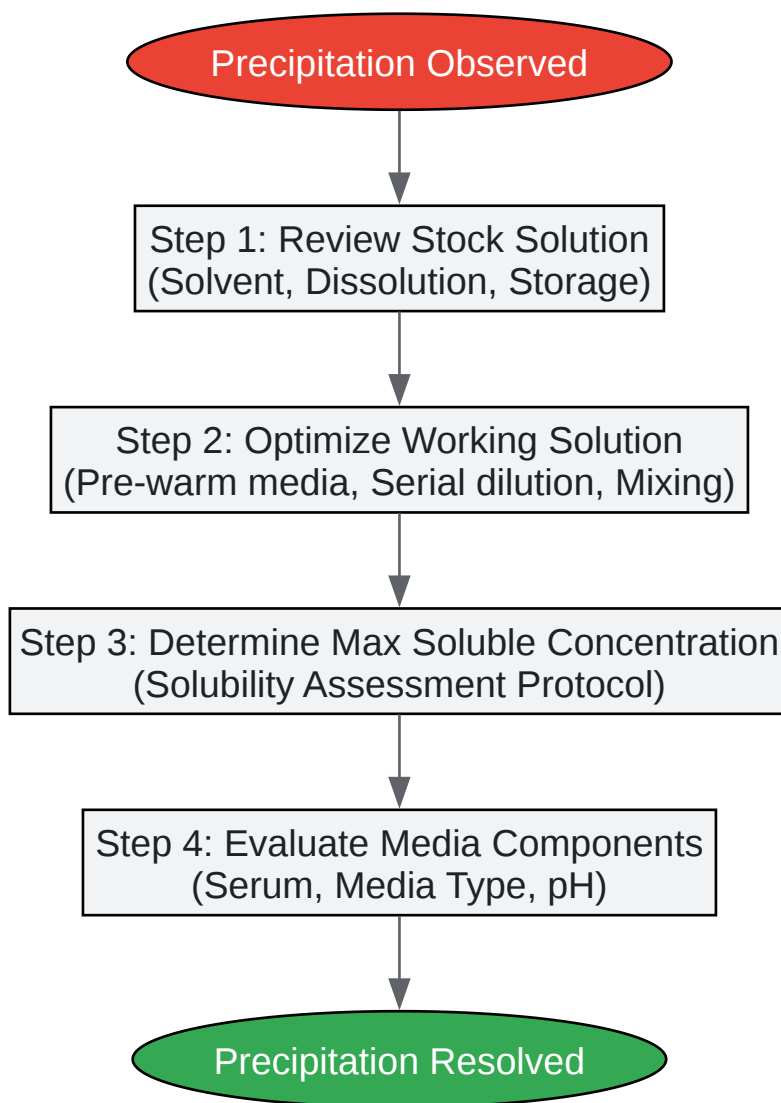 Precipitation Observed
Step 1: Review Stock Solution
(Solvent, Dissolution, Storage)
Step 2: Optimize Working Solution
(Pre-warm media, Serial dilution, Mixing)
Step 3: Determine Max Soluble Concentration
(Solubility Assessment Protocol)
Step 4: Evaluate Media Components
(Serum, Media Type, pH)
Precipitation Resolved